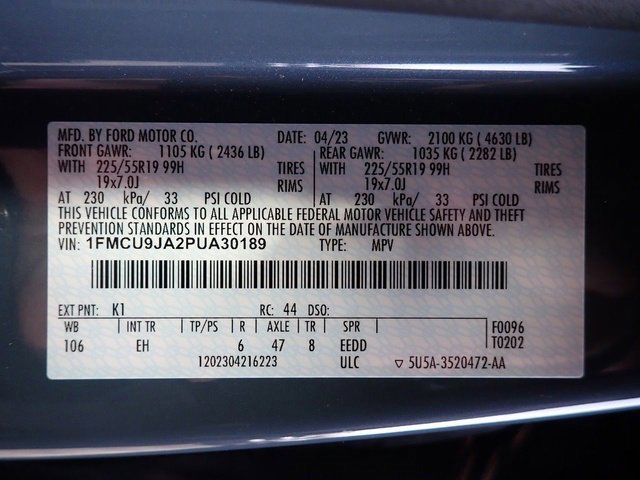 MFD. BY FORD MOTOR CO. DATE: 04/23 GVWR: 2100 KG ( 4630 LB)
FRONT GAWR: 1105 KG ( 2436 LB) REAR GAWR: 1035 KG ( 2282 LB)
WITH 225/55R19 99H TIRES WITH 225/55R19 99H TIRES
19x7.0J RIMS 19x7.0J RIMS
AT 230 kPa/ 33 PSI COLD AT 230 kPa/ 33 PSI COLD
THIS VEHICLE CONFORMS TO ALL APPLICABLE FEDERAL MOTOR VEHICLE SAFETY AND THEFT
PREVENTION STANDARDS IN EFFECT ON THE DATE OF MANUFACTURE SHOWN ABOVE.
VIN: 1FMCU9JA2PUA30189 TYPE: MPV
EXT PNT: K1 RC: 44 DSO:
WB INT TR TP/PS R AXLE TR SPR F0096
106 EH 6 47 8 EEDD T0202
1202304216223 ULC ▽ 5U5A-3520472-AA